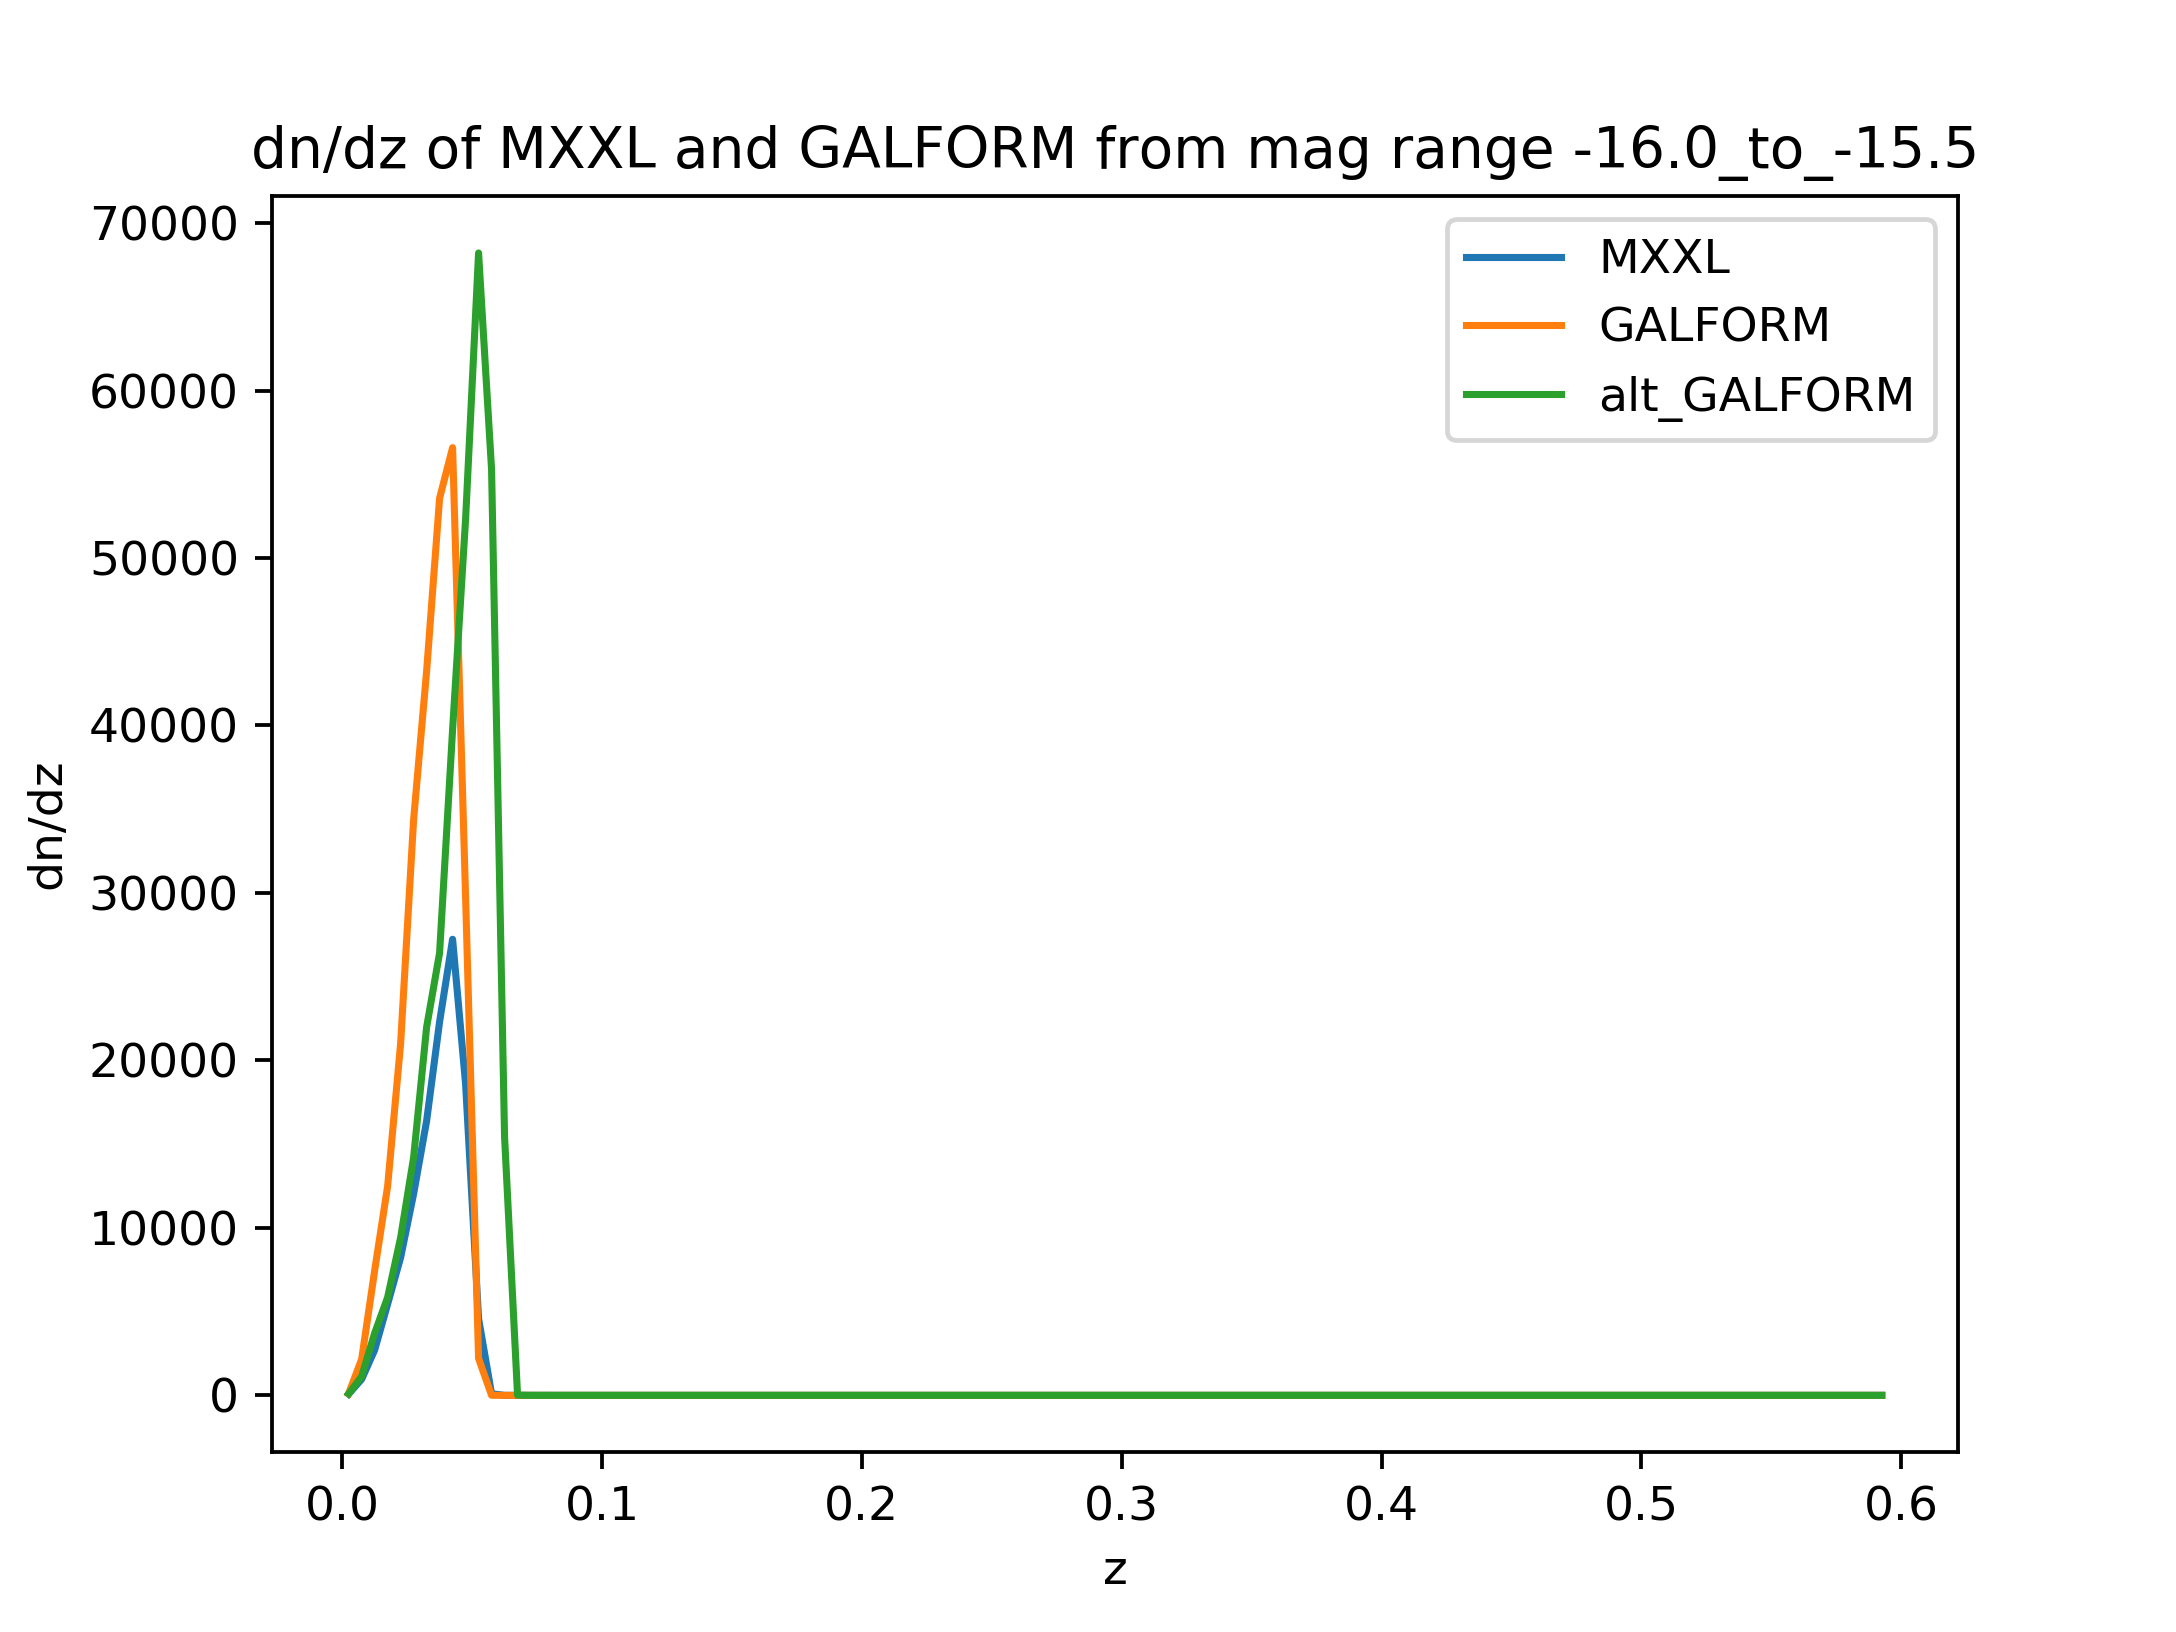 dn/dz of MXXL and GALFORM from mag range -16.0_to_-15.5
MXXL
GALFORM
alt_GALFORM
70000
60000
50000
40000
30000
20000
10000
0
dn/dz
0.0 0.1 0.2 0.3 0.4 0.5 0.6
z